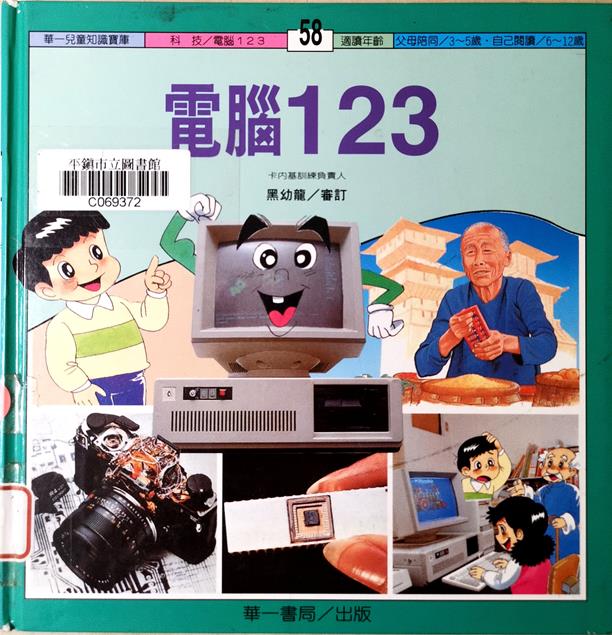 華一兒童知識寶庫
科技／電腦123
58
適讀年齡
父母陪同／3～5歲・自己閱讀／6～12歲
電腦123
平鎮市立圖書館
C069372
卡內基訓練負責人
黑幼龍／審訂
華一書局／出版